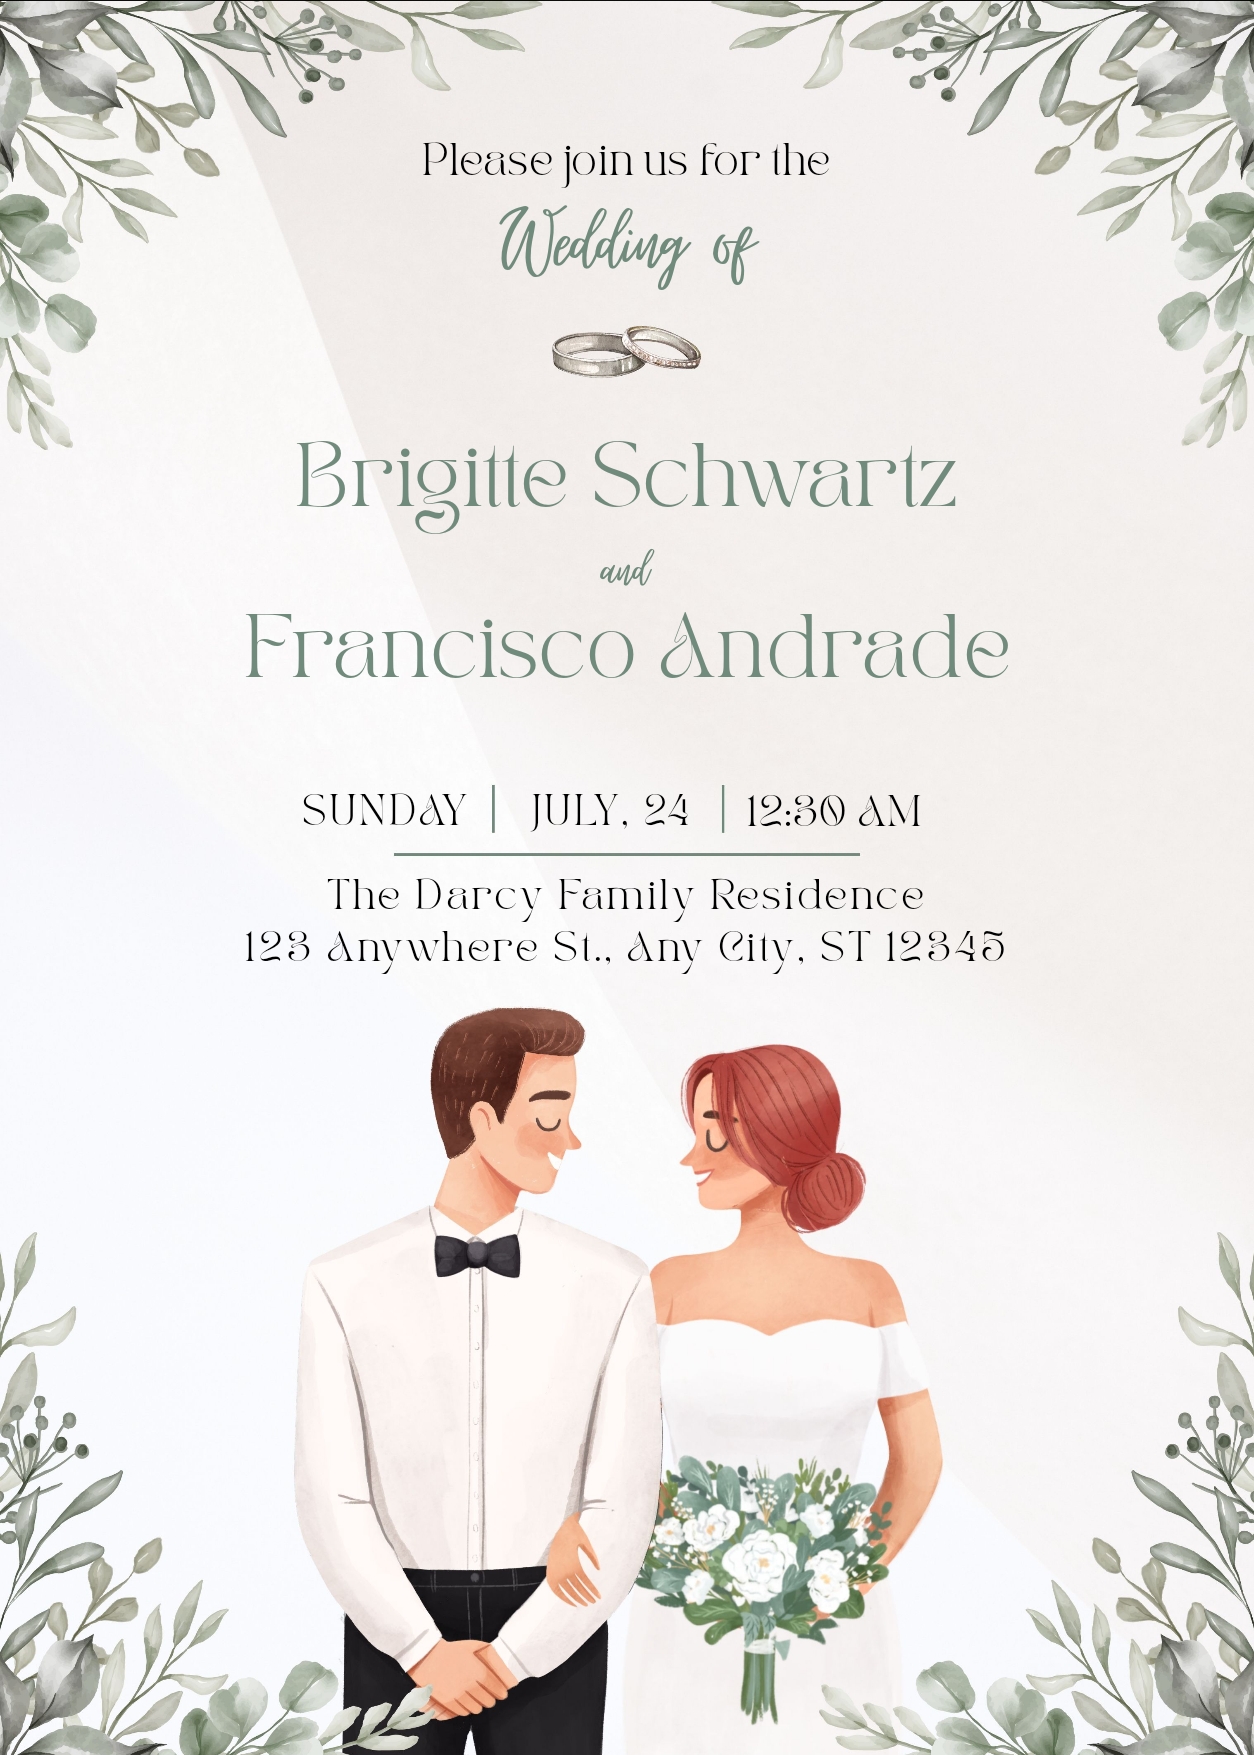 Please join us for the
Wedding of
Brigitte Schwartz
and
Francisco Andrade
SUNDAY | JULY, 24 | 12:30 AM
The Darcy Family Residence
123 Anywhere St., Any City, ST 12345